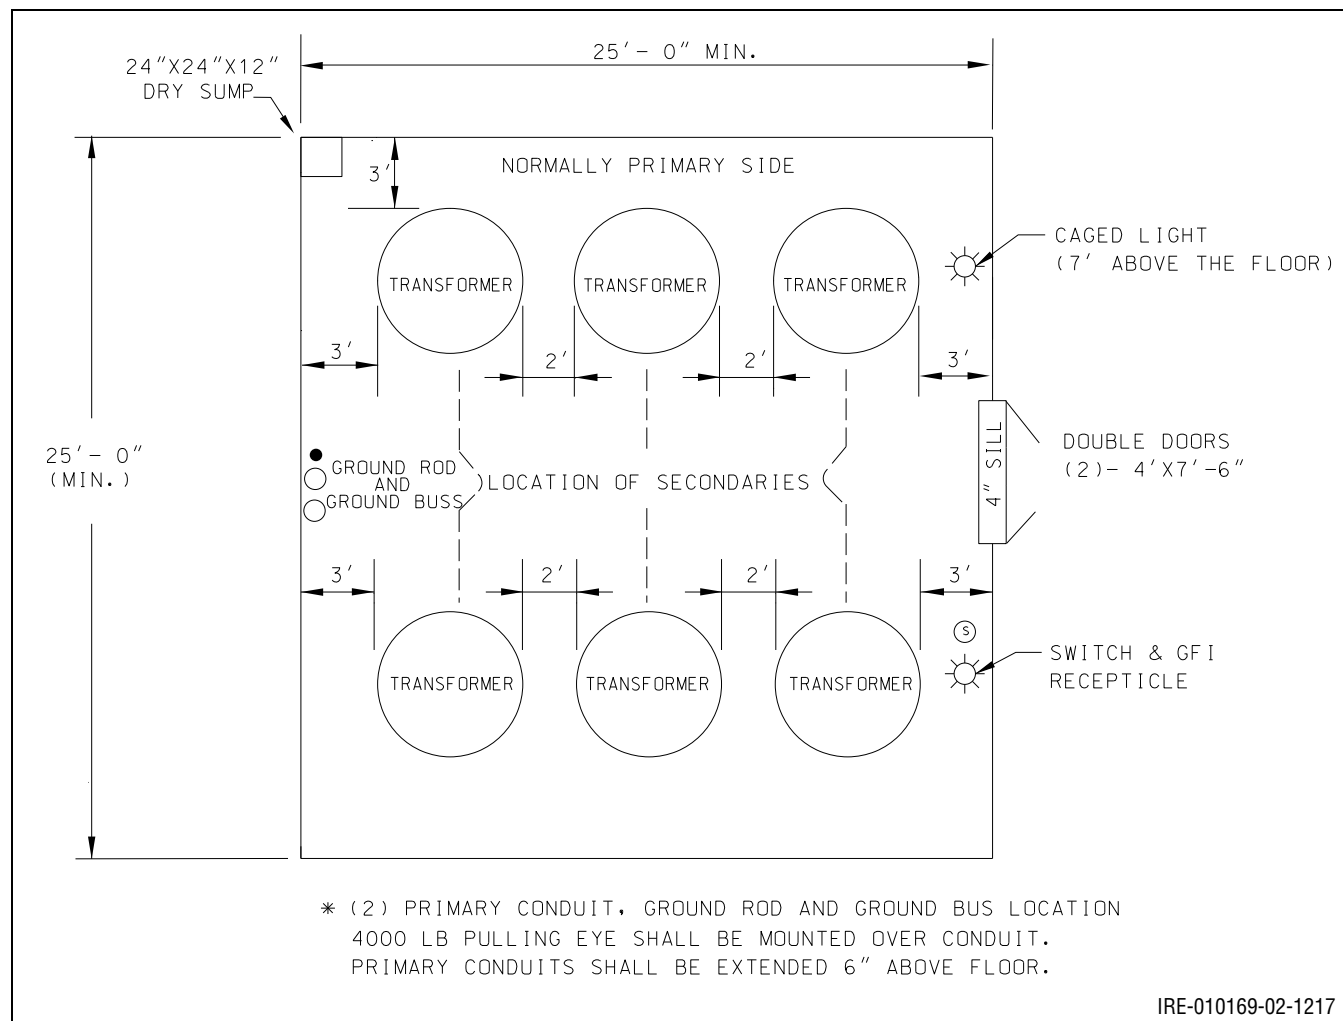 25′- 0″ MIN.
24″X24″X12″
DRY SUMP
3′
NORMALLY PRIMARY SIDE
CAGED LIGHT
(7′ ABOVE THE FLOOR)
TRANSFORMER
TRANSFORMER
TRANSFORMER
3′
2′
2′
3′
25′- 0″
(MIN.)
GROUND ROD
AND
GROUND BUSS
LOCATION OF SECONDARIES
4″ SILL
DOUBLE DOORS
(2)- 4′X7′-6″
3′
2′
2′
3′
S
SWITCH & GFI
RECEPTICLE
TRANSFORMER
TRANSFORMER
TRANSFORMER
* (2) PRIMARY CONDUIT, GROUND ROD AND GROUND BUS LOCATION
4000 LB PULLING EYE SHALL BE MOUNTED OVER CONDUIT.
PRIMARY CONDUITS SHALL BE EXTENDED 6″ ABOVE FLOOR.
IRE-010169-02-1217